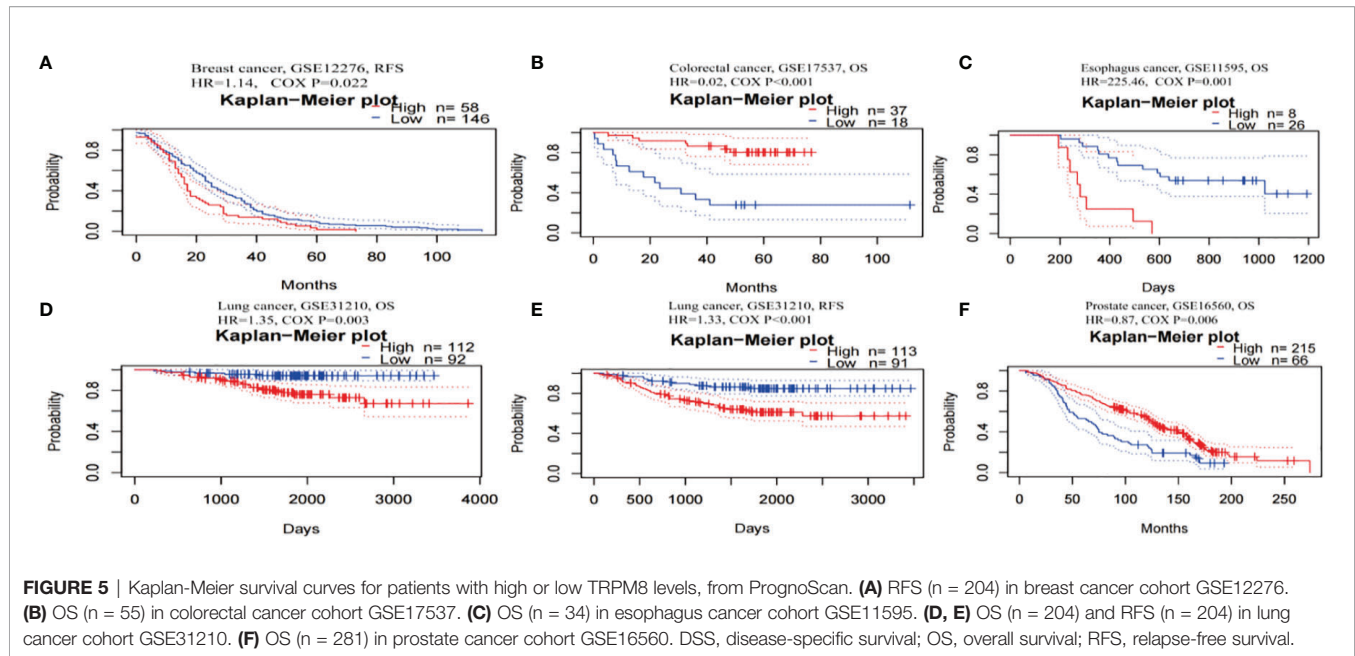 A
Breast cancer, GSE12276, RFS
HR=1.14, COX P=0.022
Kaplan−Meier plot
High n= 58
Low n= 146
Probability
0.0 0.4 0.8
0 20 40 60 80 100
Months
B
Colorectal cancer, GSE17537, OS
HR=0.02, COX P<0.001
Kaplan−Meier plot
High n= 37
Low n= 18
Probability
0.0 0.4 0.8
0 20 40 60 80 100
Months
C
Esophagus cancer, GSE11595, OS
HR=225.46, COX P=0.001
Kaplan−Meier plot
High n= 8
Low n= 26
Probability
0.0 0.4 0.8
0 200 400 600 800 1000 1200
Days
D
Lung cancer, GSE31210, OS
HR=1.35, COX P=0.003
Kaplan−Meier plot
High n= 112
Low n= 92
Probability
0.0 0.4 0.8
0 1000 2000 3000 4000
Days
E
Lung cancer, GSE31210, RFS
HR=1.33, COX P<0.001
Kaplan−Meier plot
High n= 113
Low n= 91
Probability
0.0 0.4 0.8
0 500 1000 2000 3000
Days
F
Prostate cancer, GSE16560, OS
HR=0.87, COX P=0.006
Kaplan−Meier plot
High n= 215
Low n= 66
Probability
0.0 0.4 0.8
0 50 100 150 200 250
Months
FIGURE 5 | Kaplan-Meier survival curves for patients with high or low TRPM8 levels, from PrognoScan. (A) RFS (n = 204) in breast cancer cohort GSE12276.
(B) OS (n = 55) in colorectal cancer cohort GSE17537. (C) OS (n = 34) in esophagus cancer cohort GSE11595. (D, E) OS (n = 204) and RFS (n = 204) in lung
cancer cohort GSE31210. (F) OS (n = 281) in prostate cancer cohort GSE16560. DSS, disease-specific survival; OS, overall survival; RFS, relapse-free survival.